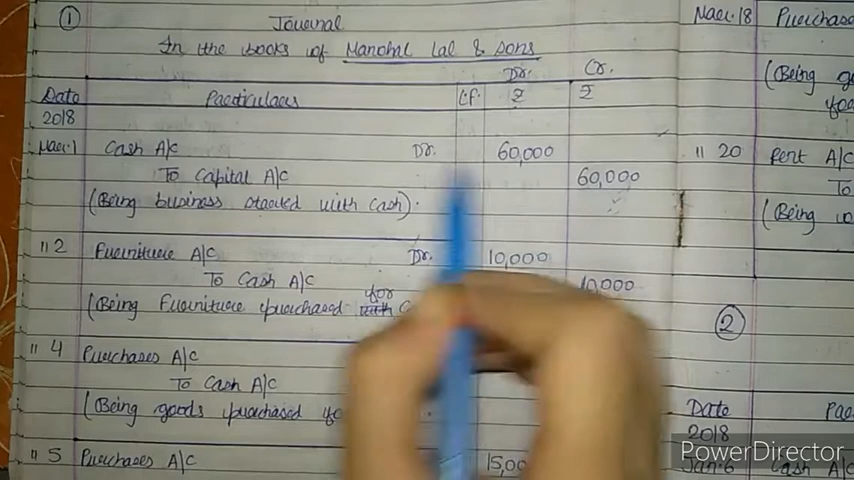 1
Journal
In the books of Manohar Lal & sons
Date Particulars L.F. Dr. ₹ Cr. ₹
2018
Mar.1 Cash A/c Dr. 60,000
To Capital A/C 60,000
(Being business started with cash).
" 2 Furniture A/C Dr. 10,000
To Cash A/C 10,000
(Being Furniture purchased for
" 4 Purchases A/C
To Cash A/C
(Being goods purchased
" 5 Purchases A/C 15,00
Mar.18 Purchase
(Being
" 20 Rent A/C
To
(Being
2
Date
2018
Jan.6 Cash A/C
PowerDirector